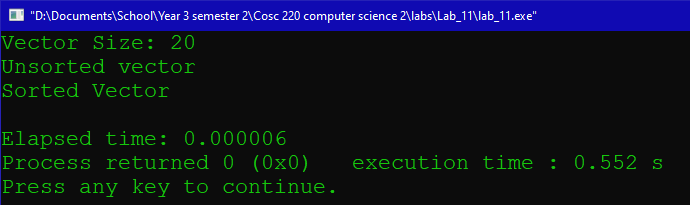 "D:\Documents\School\Year 3 semester 2\Cosc 220 computer science 2\labs\Lab_11\lab_11.exe"
Vector Size: 20
Unsorted vector
Sorted Vector
Elapsed time: 0.000006
Process returned 0 (0x0)   execution time : 0.552 s
Press any key to continue.